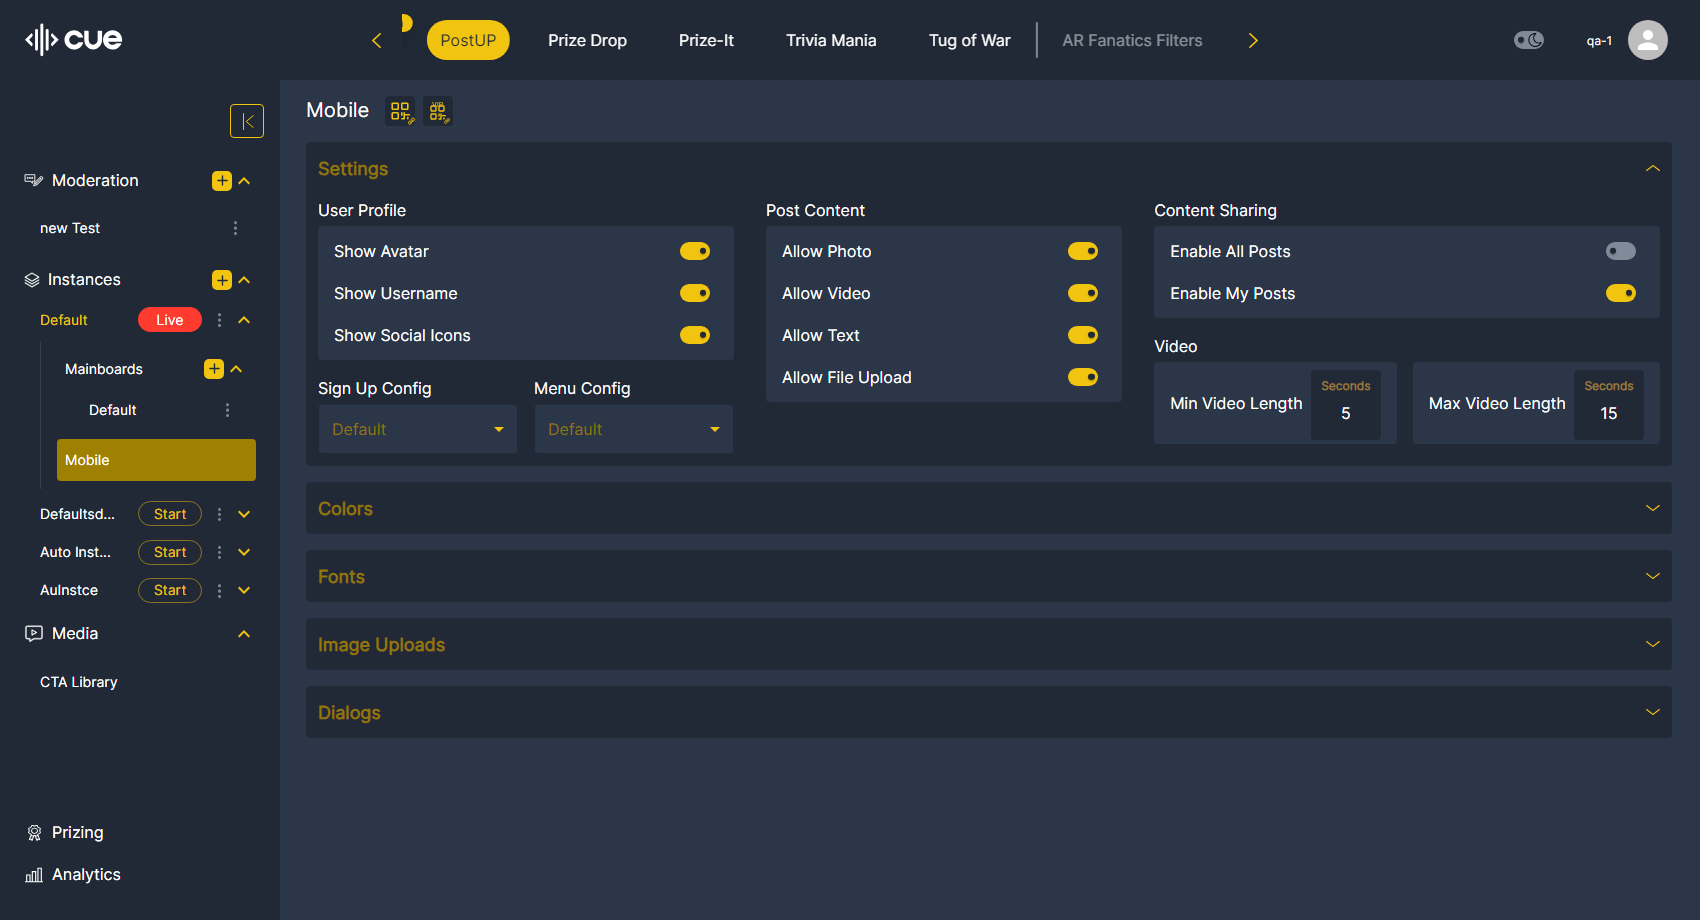 cue
PostUP
Prize Drop
Prize-It
Trivia Mania
Tug of War
AR Fanatics Filters
qa-1
Moderation
new Test
Instances
Default
Live
Mainboards
Default
Mobile
Defaultsd...
Start
Auto Inst...
Start
AuInstce
Start
Media
CTA Library
Prizing
Analytics
Mobile
VIP
Settings
User Profile
Show Avatar
Show Username
Show Social Icons
Sign Up Config
Default
Menu Config
Default
Post Content
Allow Photo
Allow Video
Allow Text
Allow File Upload
Content Sharing
Enable All Posts
Enable My Posts
Video
Min Video Length
Seconds
5
Max Video Length
Seconds
15
Colors
Fonts
Image Uploads
Dialogs